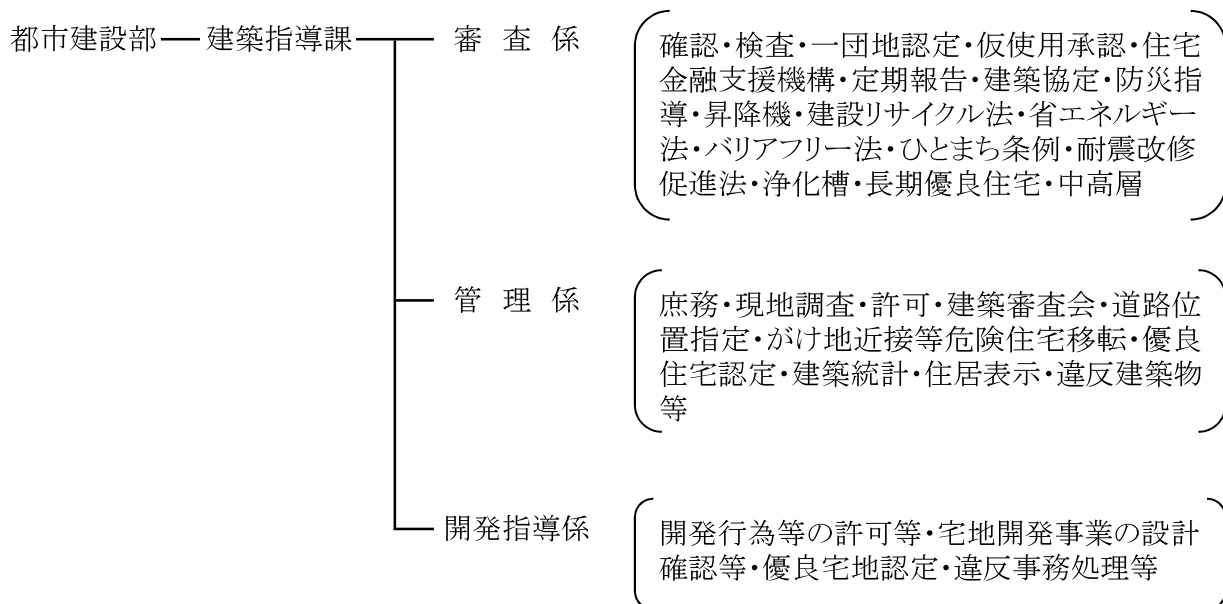 都市建設部 建築指導課 審査係
確認・検査・一団地認定・仮使用承認・住宅
金融支援機構・定期報告・建築協定・防災指
導・昇降機・建設リサイクル法・省エネルギー
法・バリアフリー法・ひとまち条例・耐震改修
促進法・浄化槽・長期優良住宅・中高層
管理係
庶務・現地調査・許可・建築審査会・道路位
置指定・がけ地近接等危険住宅移転・優良
住宅認定・建築統計・住居表示・違反建築物
等
開発指導係
開発行為等の許可等・宅地開発事業の設計
確認等・優良宅地認定・違反事務処理等